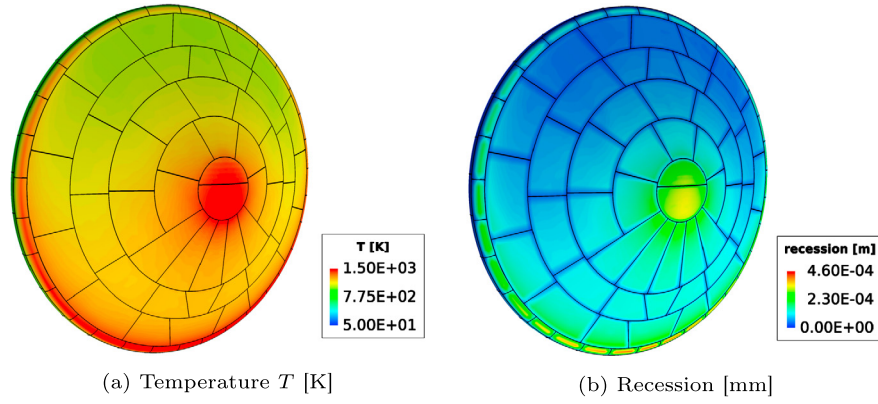 T [K]
1.50E+03
7.75E+02
5.00E+01
recession [m]
4.60E-04
2.30E-04
0.00E+00
(a) Temperature T [K]
(b) Recession [mm]